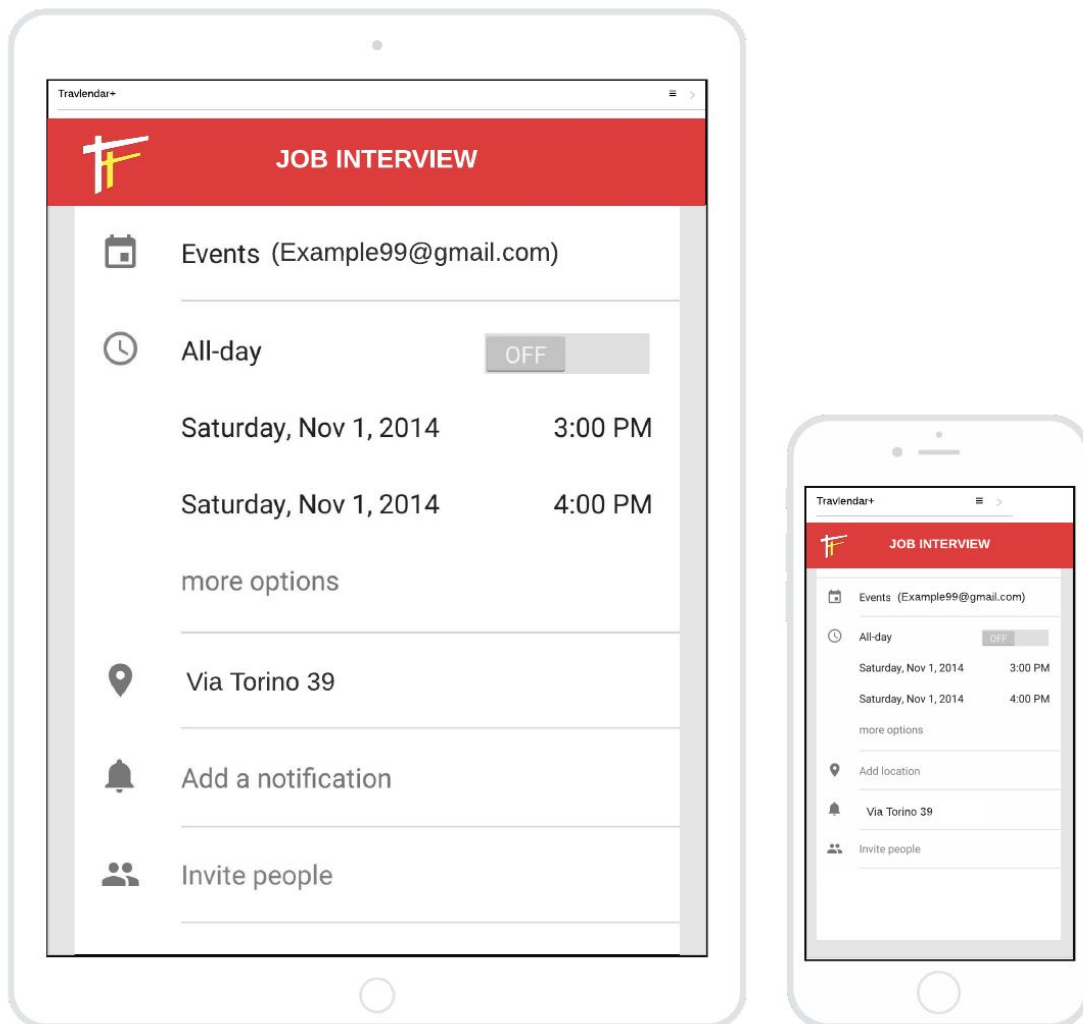 Travlendar+
JOB INTERVIEW
Events (Example99@gmail.com)
All-day OFF
Saturday, Nov 1, 2014 3:00 PM
Saturday, Nov 1, 2014 4:00 PM
more options
Via Torino 39
Add a notification
Invite people
Travlendar+
JOB INTERVIEW
Events (Example99@gmail.com)
All-day OFF
Saturday, Nov 1, 2014 3:00 PM
Saturday, Nov 1, 2014 4:00 PM
more options
Add location
Via Torino 39
Invite people